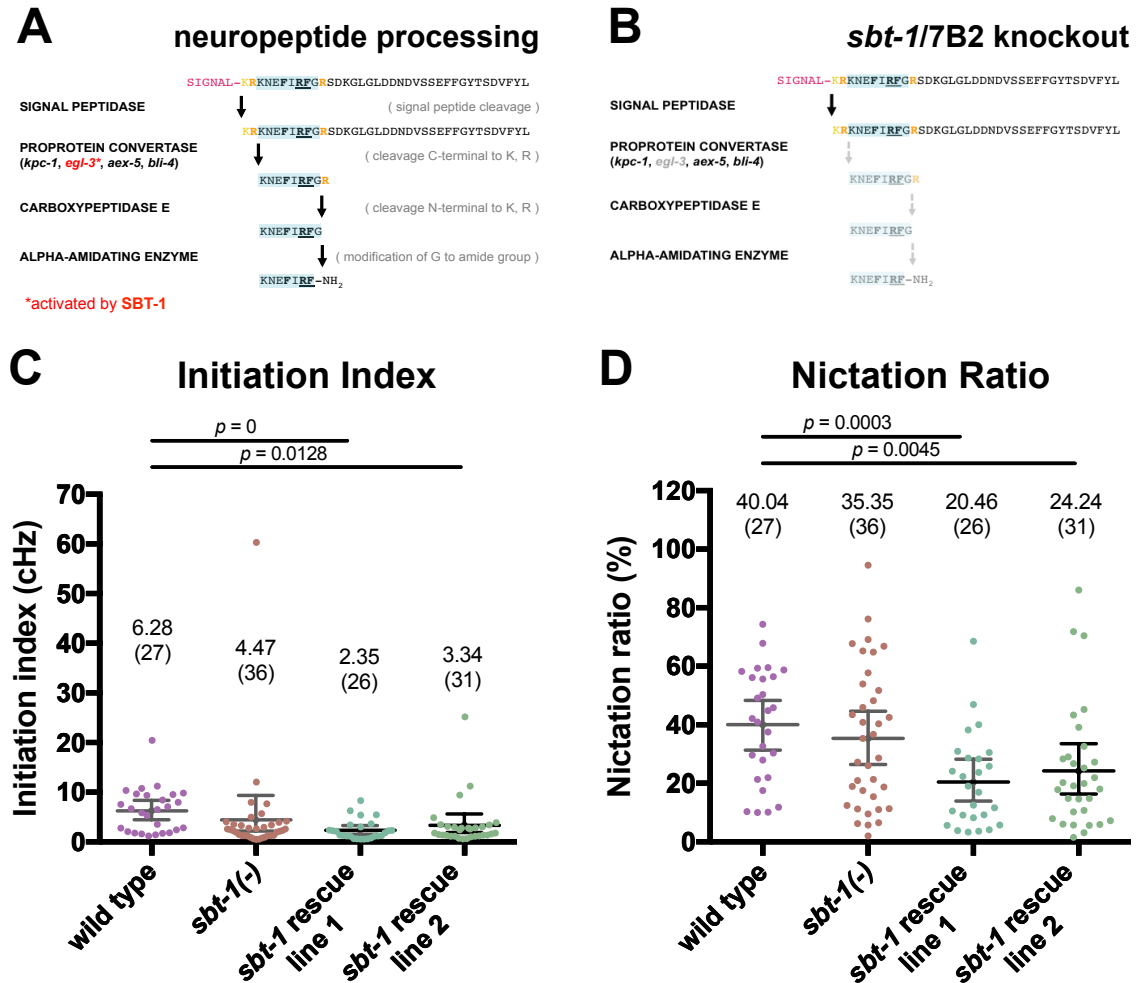 A
neuropeptide processing
SIGNAL-KRKNEFIRFGRSDKGLGLDDNDVSSEFFGYTSDVFYL
SIGNAL PEPTIDASE
( signal peptide cleavage )
KRKNEFIRFGRSDKGLGLDDNDVSSEFFGYTSDVFYL
PROPROTEIN CONVERTASE
(kpc-1, egl-3*, aex-5, bli-4)
( cleavage C-terminal to K, R )
KNEFIRFGR
CARBOXYPEPTIDASE E
( cleavage N-terminal to K, R )
KNEFIRFG
ALPHA-AMIDATING ENZYME
( modification of G to amide group )
KNEFIRF-NH2
*activated by SBT-1
B
sbt-1/7B2 knockout
SIGNAL-KRKNEFIRFGRSDKGLGLDDNDVSSEFFGYTSDVFYL
SIGNAL PEPTIDASE
KRKNEFIRFGRSDKGLGLDDNDVSSEFFGYTSDVFYL
PROPROTEIN CONVERTASE
(kpc-1, egl-3, aex-5, bli-4)
KNEFIRFGR
CARBOXYPEPTIDASE E
KNEFIRFG
ALPHA-AMIDATING ENZYME
KNEFIRF-NH2
C
Initiation Index
p = 0
p = 0.0128
Initiation index (cHz)
70
60
50
40
30
20
10
0
6.28
(27)
4.47
(36)
2.35
(26)
3.34
(31)
wild type
sbt-1(-)
sbt-1 rescue
line 1
sbt-1 rescue
line 2
D
Nictation Ratio
p = 0.0003
p = 0.0045
Nictation ratio (%)
120
100
80
60
40
20
0
40.04
(27)
35.35
(36)
20.46
(26)
24.24
(31)
wild type
sbt-1(-)
sbt-1 rescue
line 1
sbt-1 rescue
line 2